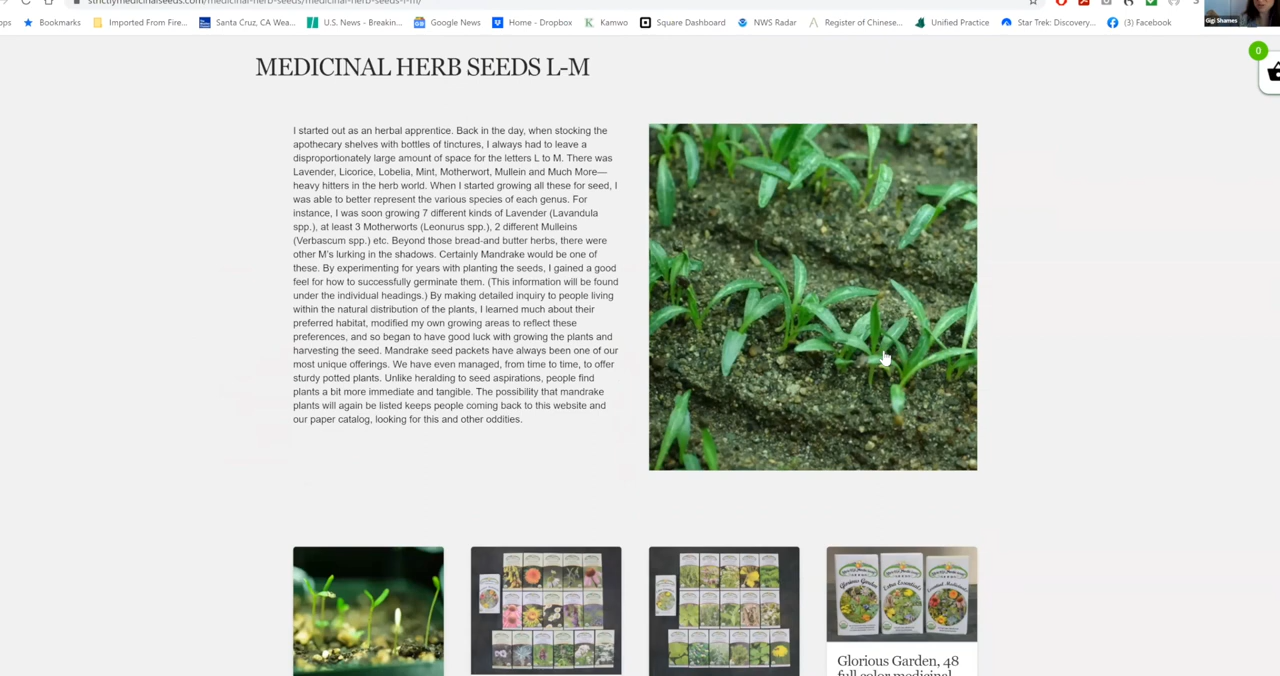 strictlymedicinalseeds.com/medicinal-herb-seeds/medicinal-herb-seeds-l-m/
Bookmarks Imported From Fire... Santa Cruz, CA Wea... U.S. News - Breakin... Google News Home - Dropbox Kamwo Square Dashboard NWS Radar Register of Chinese... Unified Practice Star Trek: Discovery... (3) Facebook
Gigi Shames
0
MEDICINAL HERB SEEDS L-M
I started out as an herbal apprentice. Back in the day, when stocking the
apothecary shelves with bottles of tinctures, I always had to leave a
disproportionately large amount of space for the letters L to M. There was
Lavender, Licorice, Lobelia, Mint, Motherwort, Mullein and Much More—
heavy hitters in the herb world. When I started growing all these for seed, I
was able to better represent the various species of each genus. For
instance, I was soon growing 7 different kinds of Lavender (Lavandula
spp.), at least 3 Motherworts (Leonurus spp.), 2 different Mulleins
(Verbascum spp.) etc. Beyond those bread-and butter herbs, there were
other M's lurking in the shadows. Certainly Mandrake would be one of
these. By experimenting for years with planting the seeds, I gained a good
feel for how to successfully germinate them. (This information will be found
under the individual headings.) By making detailed inquiry to people living
within the natural distribution of the plants, I learned much about their
preferred habitat, modified my own growing areas to reflect these
preferences, and so began to have good luck with growing the plants and
harvesting the seed. Mandrake seed packets have always been one of our
most unique offerings. We have even managed, from time to time, to offer
sturdy potted plants. Unlike heralding to seed aspirations, people find
plants a bit more immediate and tangible. The possibility that mandrake
plants will again be listed keeps people coming back to this website and
our paper catalog, looking for this and other oddities.
Glorious Garden, 48
full color medicinal